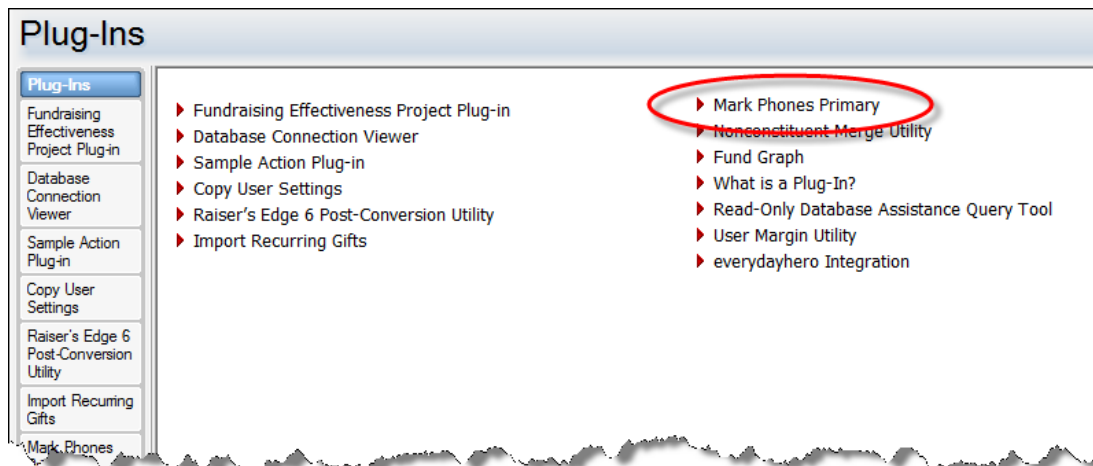 Plug-Ins
Plug-Ins
Fundraising
Effectiveness
Project Plug-in
Database
Connection
Viewer
Sample Action
Plug-in
Copy User
Settings
Raiser's Edge 6
Post-Conversion
Utility
Import Recurring
Gifts
Mark Phones
Fundraising Effectiveness Project Plug-in
Database Connection Viewer
Sample Action Plug-in
Copy User Settings
Raiser's Edge 6 Post-Conversion Utility
Import Recurring Gifts
Mark Phones Primary
Nonconstituent Merge Utility
Fund Graph
What is a Plug-In?
Read-Only Database Assistance Query Tool
User Margin Utility
everydayhero Integration